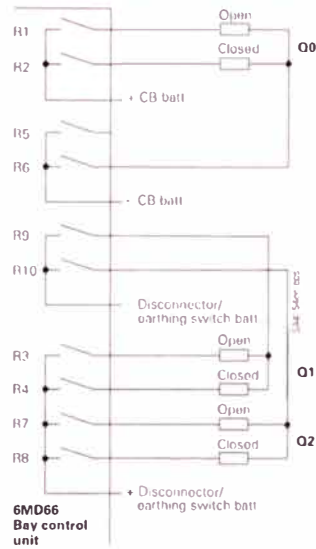 Open
R1
Closed
Q0
R2
+ CB batt
R5
R6
- CB batt
R9
R10
Disconnector/
earthing switch batt
Open
R3
Q1
Closed
R4
Open
R7
Q2
Closed
R8
+ Disconnector/
earthing switch batt
6MD66
Bay control
unit